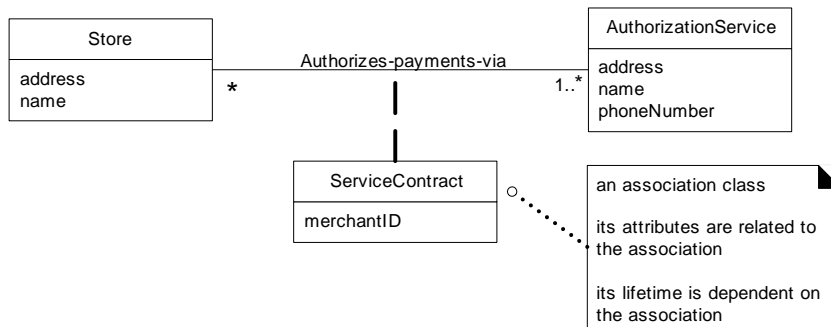 Store
address
name
Authorizes-payments-via
*
1..*
AuthorizationService
address
name
phoneNumber
ServiceContract
merchantID
an association class
its attributes are related to
the association
its lifetime is dependent on
the association